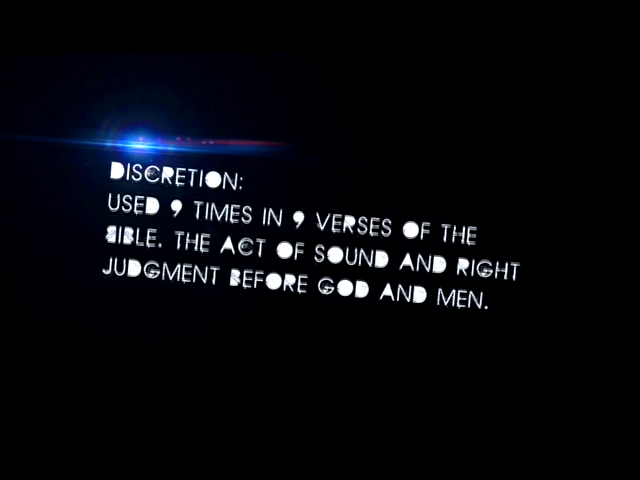 DISCRETION:
USED 9 TIMES IN 9 VERSES OF THE
BIBLE. THE ACT OF SOUND AND RIGHT
JUDGMENT BEFORE GOD AND MEN.